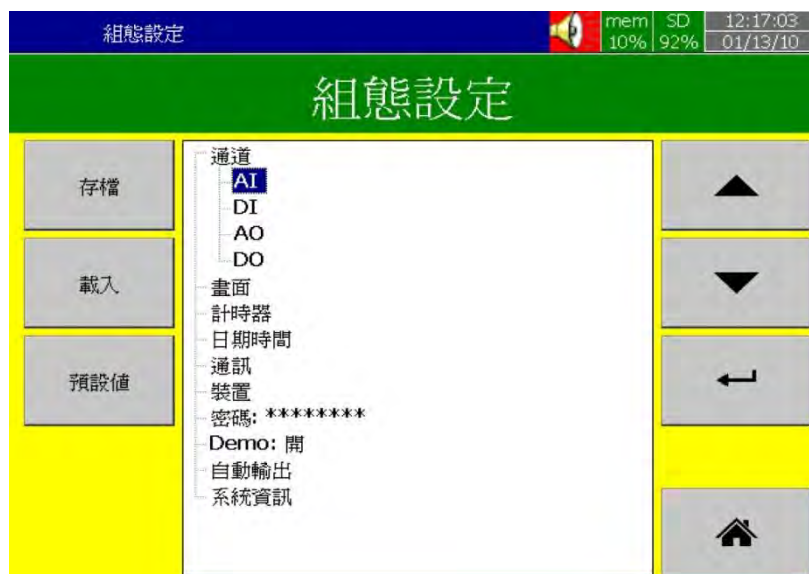 組態設定
mem SD 12:17:03
10% 92% 01/13/10
組態設定
存檔
載入
預設值
通道
AI
DI
AO
DO
畫面
計時器
日期時間
通訊
裝置
密碼: ********
Demo: 開
自動輸出
系統資訊